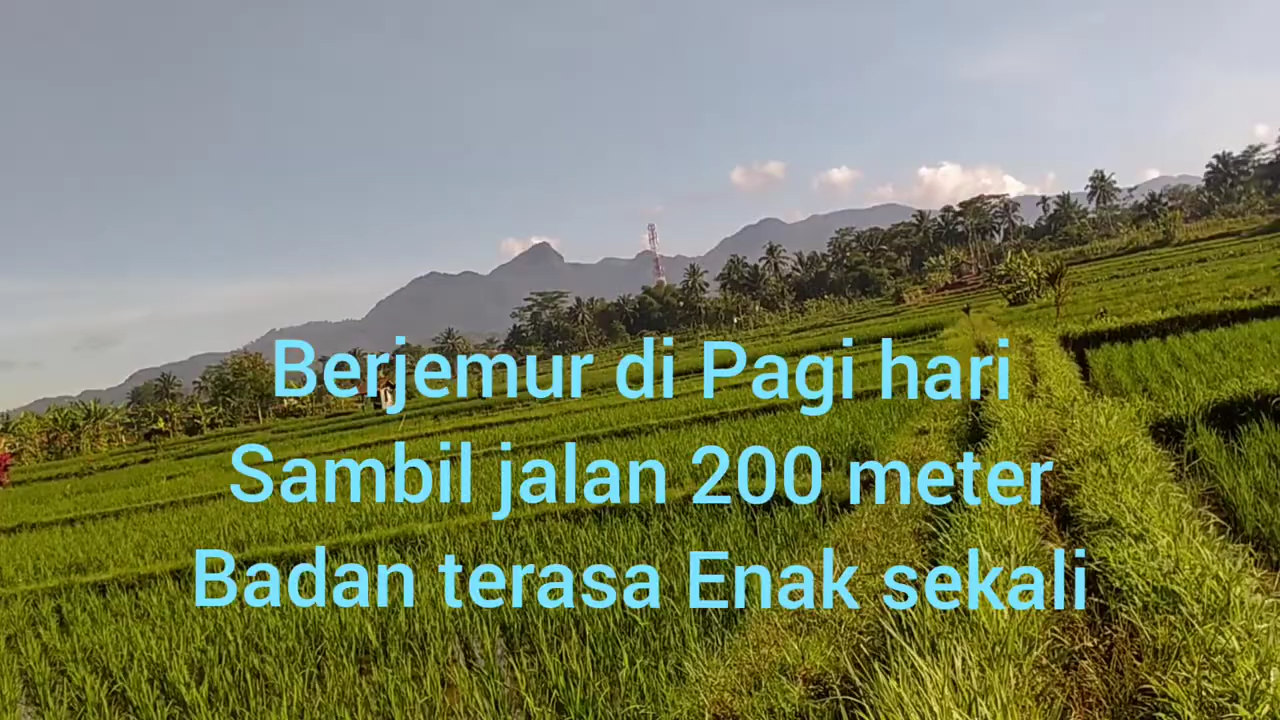 Berjemur di Pagi hari
Sambil jalan 200 meter
Badan terasa Enak sekali